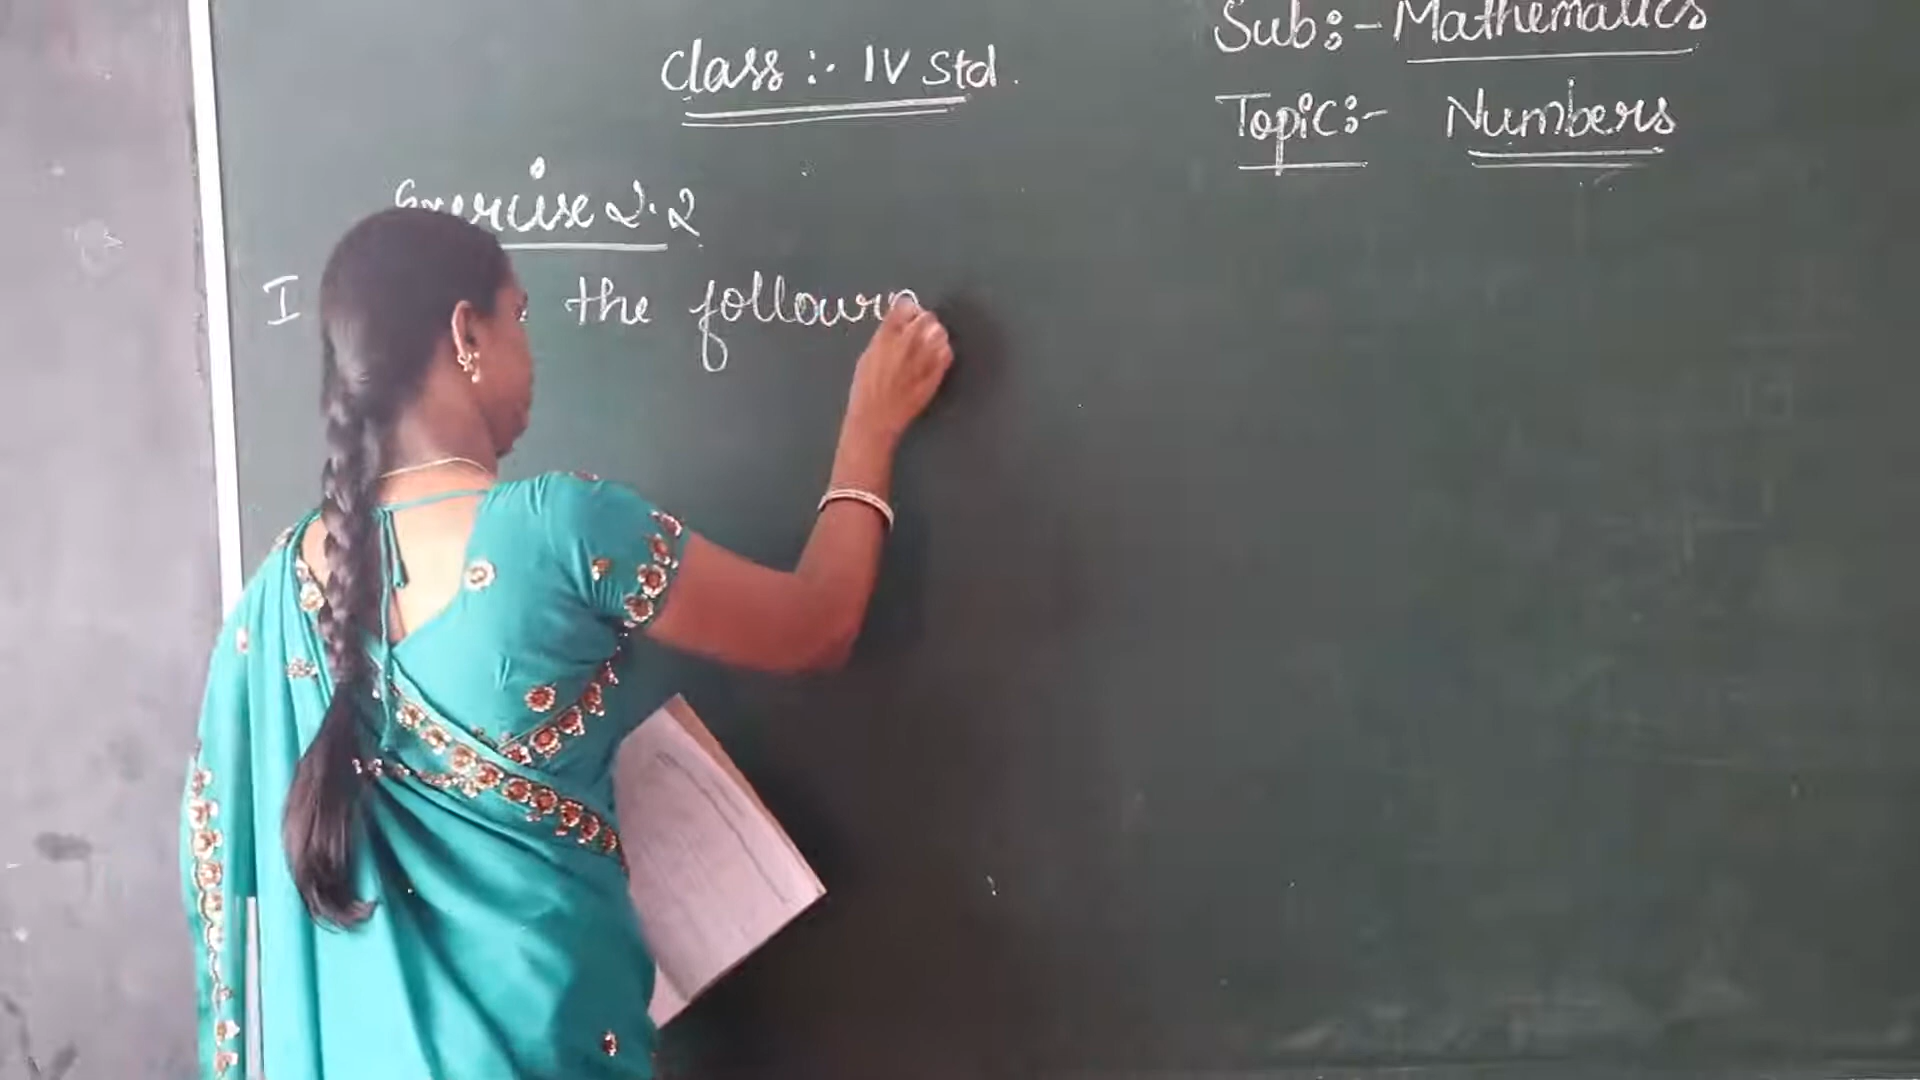 Sub:- Mathematics
Class :- IV Std.
Topic:- Numbers
Exercise 2.2
I the followin